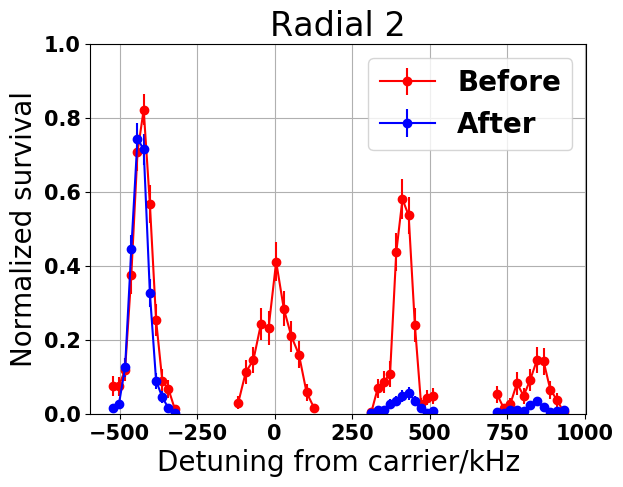 Radial 2
Before
After
Normalized survival
1.0
0.8
0.6
0.4
0.2
0.0
−500 −250 0 250 500 750 1000
Detuning from carrier/kHz